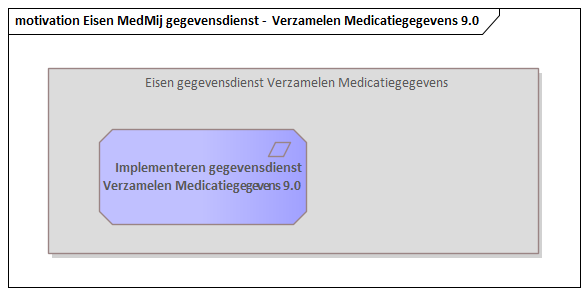 motivation Eisen MedMij gegevensdienst - Verzamelen Medicatiegegevens 9.0
Eisen gegevensdienst Verzamelen Medicatiegegevens
Implementeren gegevensdienst
Verzamelen Medicatiegegevens 9.0